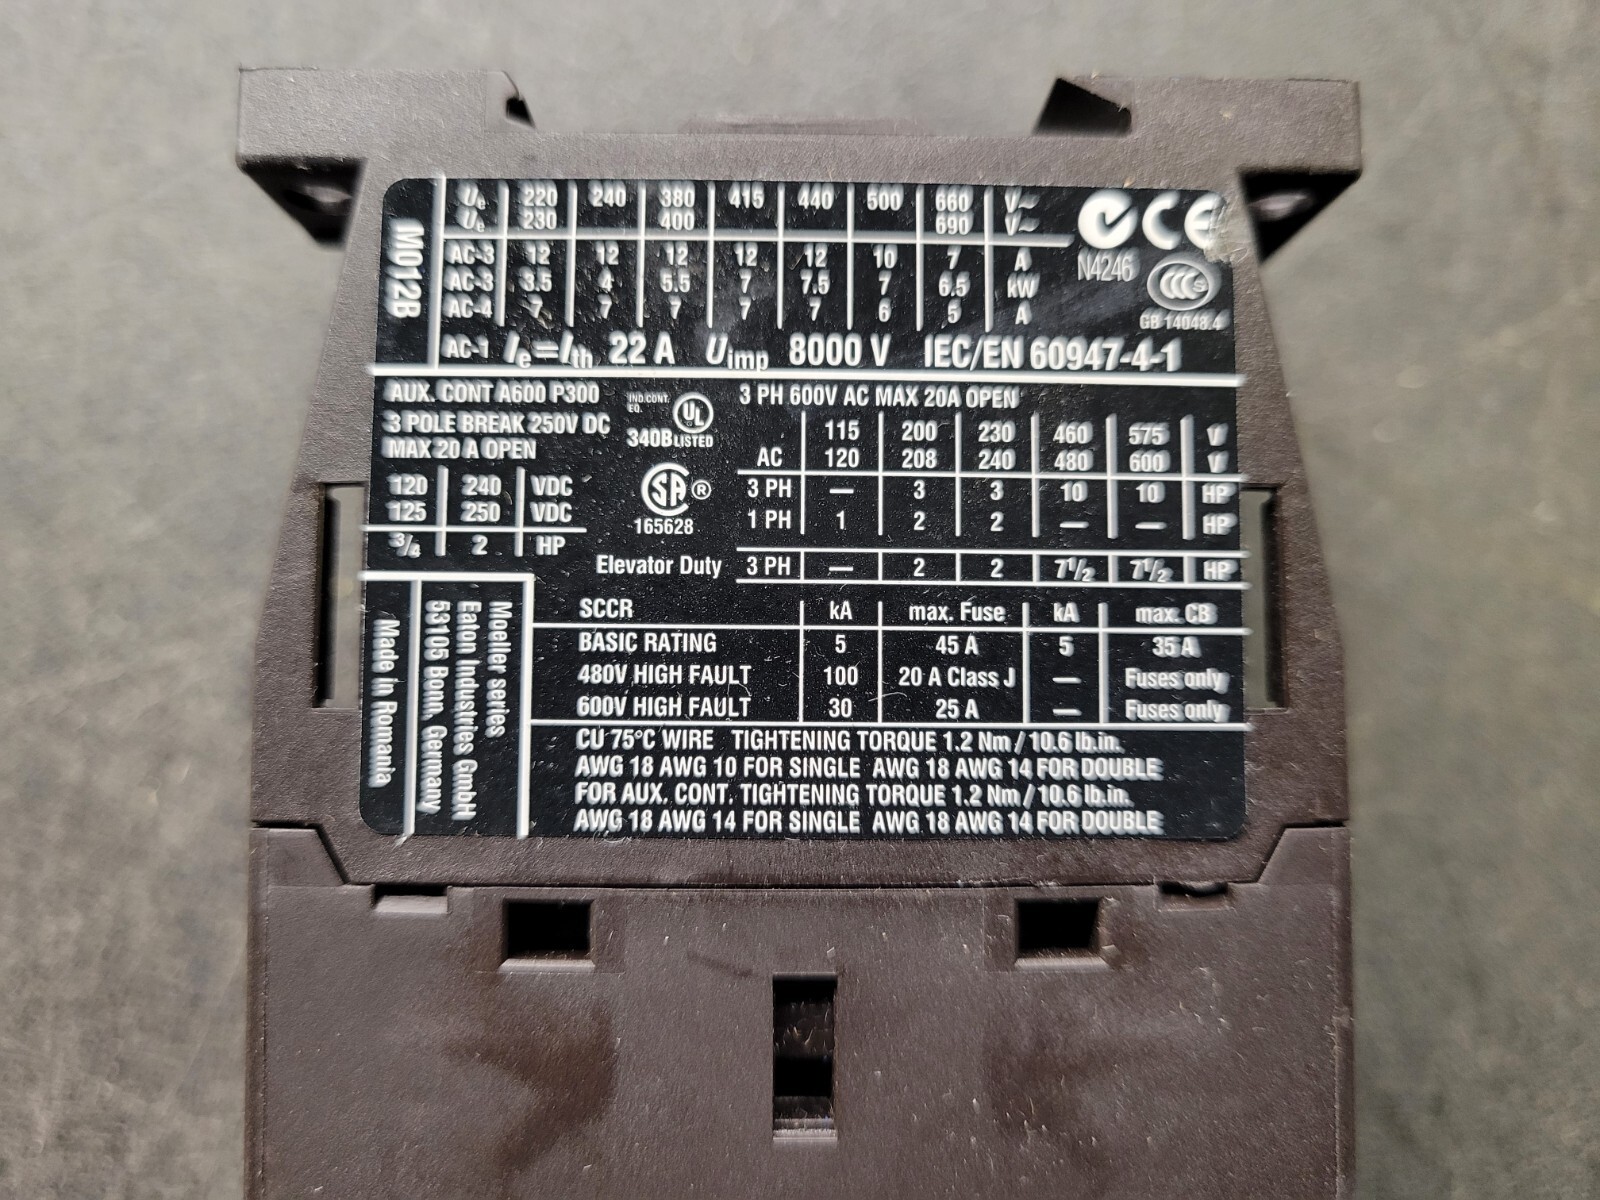 M012B
Ue 220 240 380 415 440 500 660 V~
Ue 230 400 690 V~
AC-3 12 12 12 12 12 10 7 A
AC-3 3.5 4 5.5 7 7.5 7 6.5 kW
AC-4 7 7 7 7 7 6 5 A
AC-1 Ie=Ith 22 A Uimp 8000 V IEC/EN 60947-4-1
CE
N4246
CCC S
GB 14048.4
AUX. CONT A600 P300
3 POLE BREAK 250V DC
MAX 20 A OPEN
120 240 VDC
125 250 VDC
3/4 2 HP
IND.CONT.
EQ.
UL
340B LISTED
SA ®
165628
3 PH 600V AC MAX 20A OPEN
115 200 230 460 575 V
AC 120 208 240 480 600 V
3 PH — 3 3 10 10 HP
1 PH 1 2 2 — — HP
Elevator Duty 3 PH — 2 2 7 1/2 7 1/2 HP
SCCR kA max. Fuse kA max. CB
BASIC RATING 5 45 A 5 35 A
480V HIGH FAULT 100 20 A Class J — Fuses only
600V HIGH FAULT 30 25 A — Fuses only
CU 75°C WIRE TIGHTENING TORQUE 1.2 Nm / 10.6 lb.in.
AWG 18 AWG 10 FOR SINGLE AWG 18 AWG 14 FOR DOUBLE
FOR AUX. CONT. TIGHTENING TORQUE 1.2 Nm / 10.6 lb.in.
AWG 18 AWG 14 FOR SINGLE AWG 18 AWG 14 FOR DOUBLE
Moeller series
Eaton Industries GmbH
53105 Bonn, Germany
Made in Romania